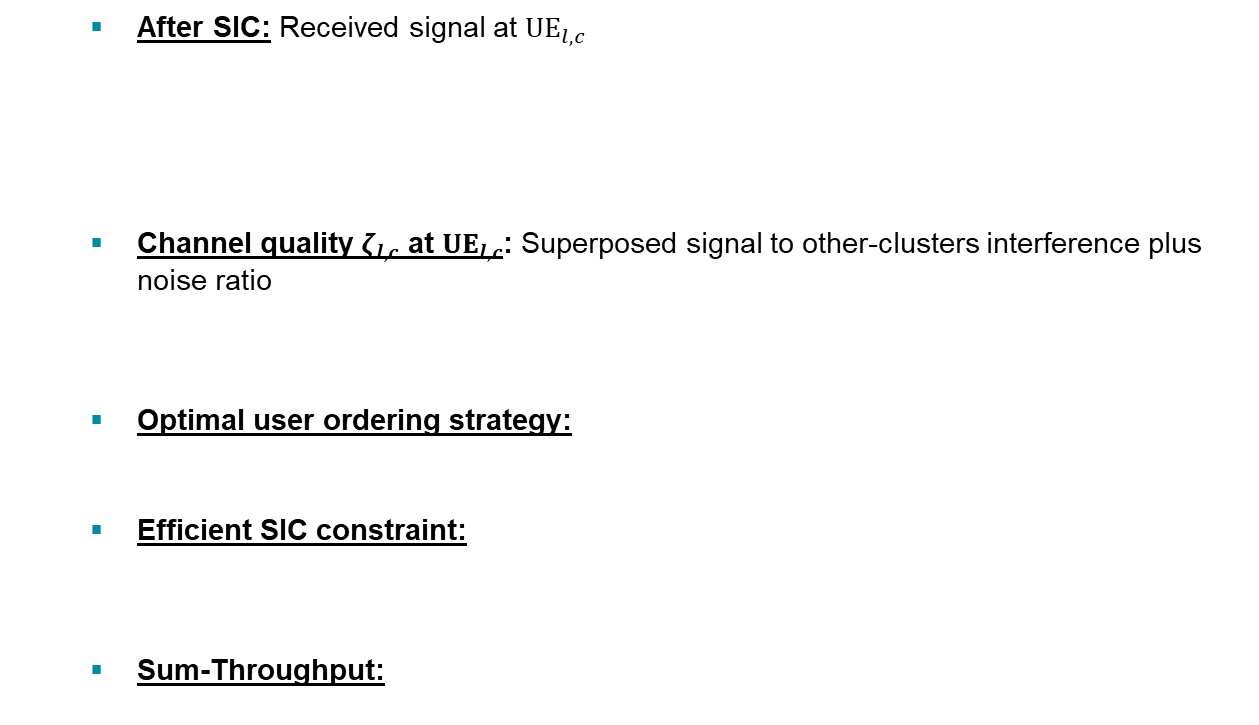 ▪ After SIC: Received signal at UE_{l,c}
▪ Channel quality ζ_{l,c} at UE_{l,c}: Superposed signal to other-clusters interference plus
noise ratio
▪ Optimal user ordering strategy:
▪ Efficient SIC constraint:
▪ Sum-Throughput: